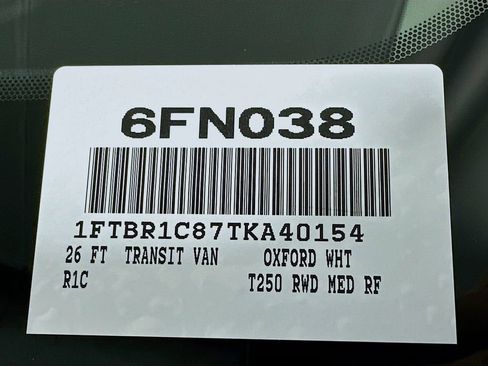 6FN038
1FTBR1C87TKA40154
26 FT TRANSIT VAN OXFORD WHT
R1C T250 RWD MED RF